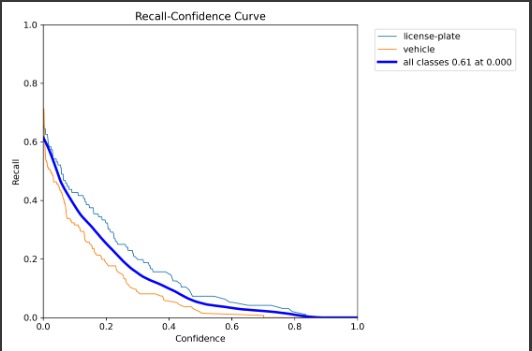 Recall-Confidence Curve
1.0
0.8
0.6
0.4
0.2
0.0
Recall
0.0 0.2 0.4 0.6 0.8 1.0
Confidence
license-plate
vehicle
all classes 0.61 at 0.000